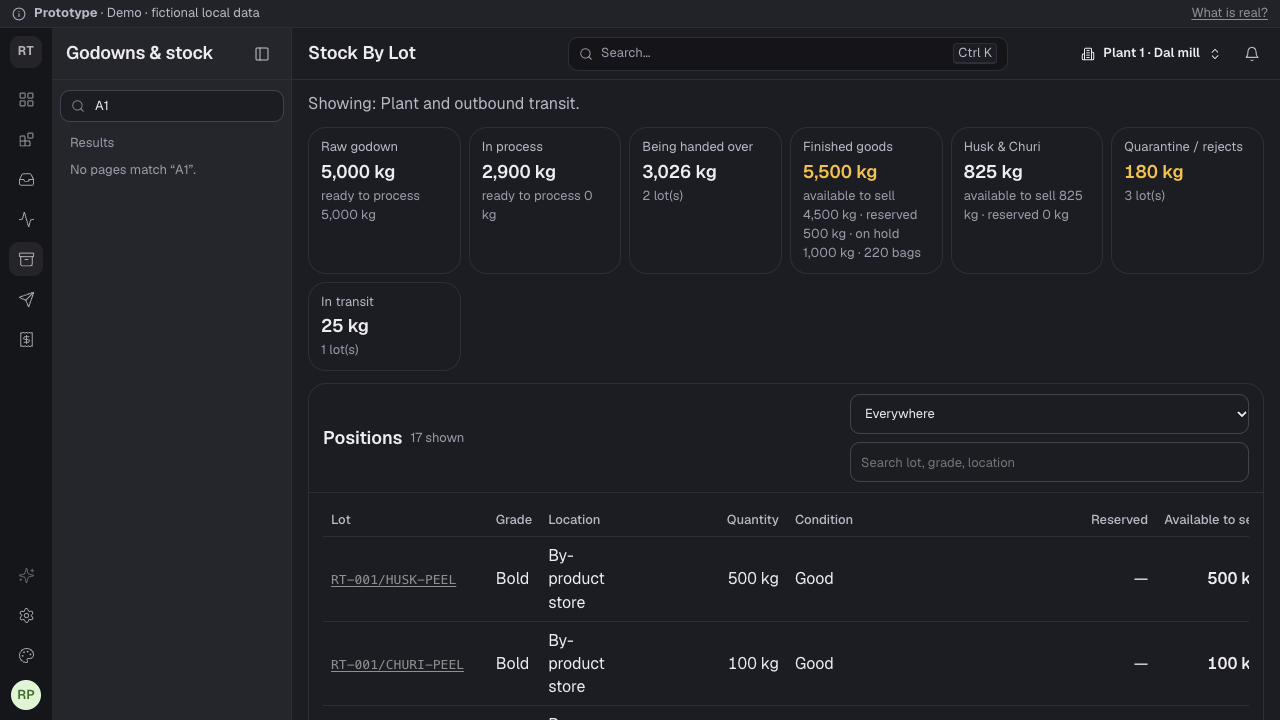 Prototype · Demo · fictional local data
What is real?
RT
Godowns & stock
Stock By Lot
Search...
Ctrl K
Plant 1 · Dal mill
A1
Results
No pages match “A1”.
Showing: Plant and outbound transit.
Raw godown
5,000 kg
ready to process
5,000 kg
In process
2,900 kg
ready to process 0
kg
Being handed over
3,026 kg
2 lot(s)
Finished goods
5,500 kg
available to sell
4,500 kg · reserved
500 kg · on hold
1,000 kg · 220 bags
Husk & Churi
825 kg
available to sell 825
kg · reserved 0 kg
Quarantine / rejects
180 kg
3 lot(s)
In transit
25 kg
1 lot(s)
Positions 17 shown
Everywhere
Search lot, grade, location
Lot Grade Location Quantity Condition Reserved Available to se
RT-001/HUSK-PEEL Bold By-product store 500 kg Good — 500 k
RT-001/CHURI-PEEL Bold By-product store 100 kg Good — 100 k
RP